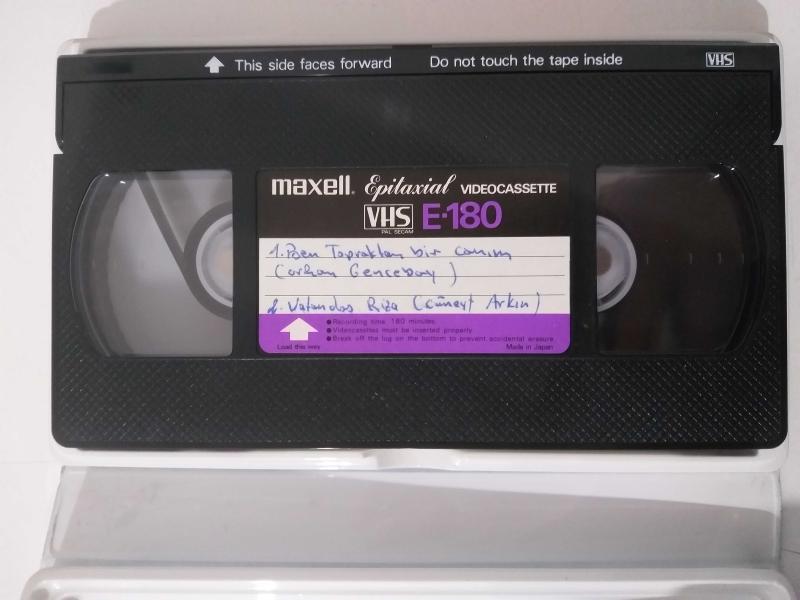 This side faces forward Do not touch the tape inside VHS
maxell. Epitaxial VIDEOCASSETTE
VHS E-180
PAL SECAM
1. Ben Topraktan bir canım
(orhan Gencebay)
2. Vatandaş Rıza (Cüneyt Arkın)
●Recording time: 180 minutes.
●Videocassettes must be inserted properly.
●Break off the lug on the bottom to prevent accidental erasure.
Load this way Made in Japan